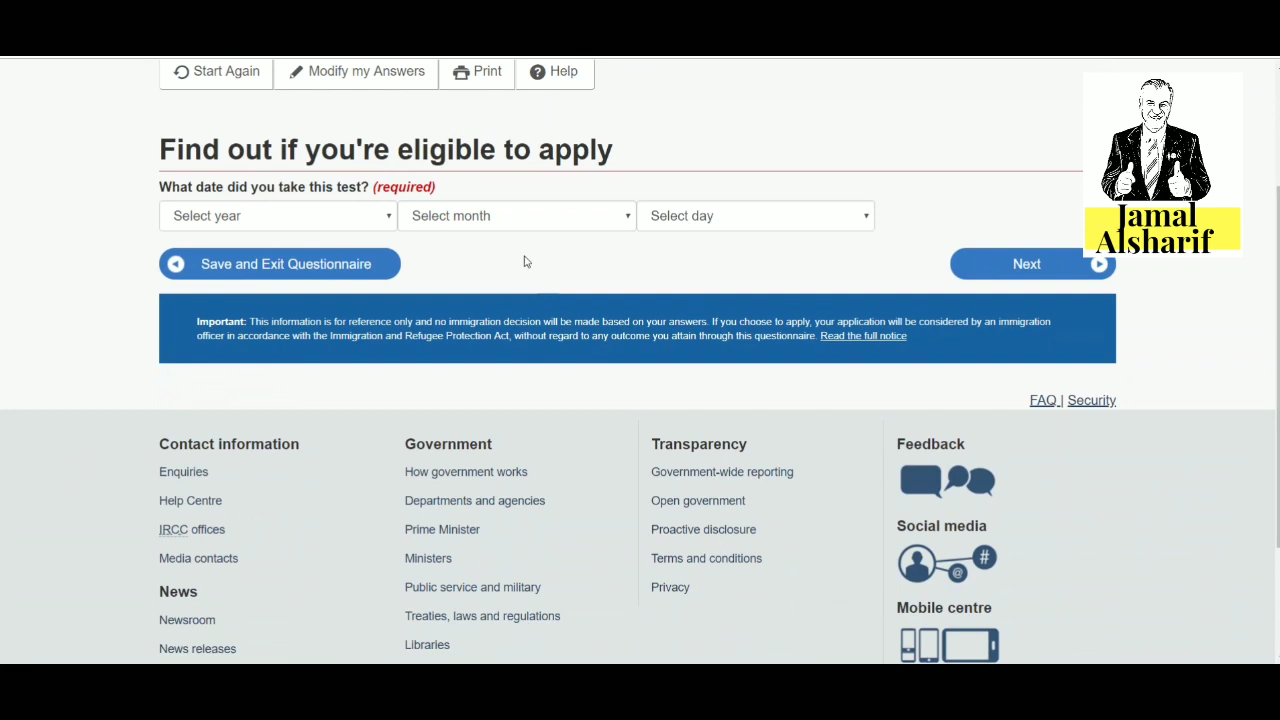 Start Again
Modify my Answers
Print
Help
Find out if you're eligible to apply
What date did you take this test? (required)
Select year
Select month
Select day
Save and Exit Questionnaire
Next
Jamal
Alsharif
Important: This information is for reference only and no immigration decision will be made based on your answers. If you choose to apply, your application will be considered by an immigration
officer in accordance with the Immigration and Refugee Protection Act, without regard to any outcome you attain through this questionnaire. Read the full notice
FAQ | Security
Contact information
Enquiries
Help Centre
IRCC offices
Media contacts
News
Newsroom
News releases
Government
How government works
Departments and agencies
Prime Minister
Ministers
Public service and military
Treaties, laws and regulations
Libraries
Transparency
Government-wide reporting
Open government
Proactive disclosure
Terms and conditions
Privacy
Feedback
Social media
#
@
Mobile centre